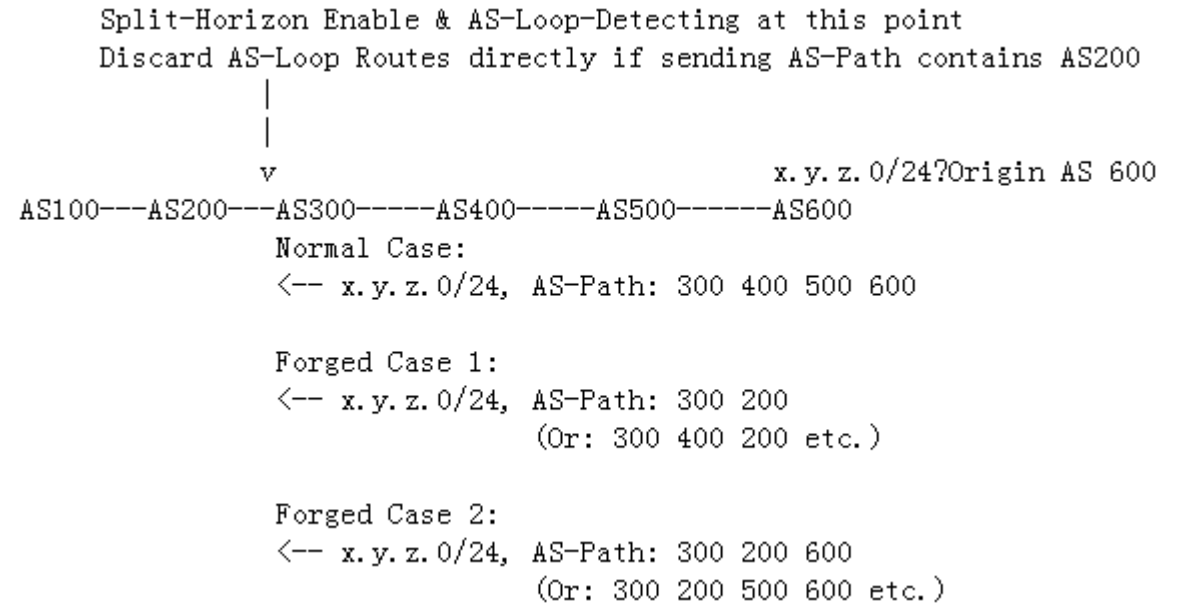 Split-Horizon Enable & AS-Loop-Detecting at this point
Discard AS-Loop Routes directly if sending AS-Path contains AS200
|
|
v x.y.z.0/24?Origin AS 600
AS100---AS200---AS300-----AS400-----AS500------AS600
Normal Case:
<-- x.y.z.0/24, AS-Path: 300 400 500 600
Forged Case 1:
<-- x.y.z.0/24, AS-Path: 300 200
(Or: 300 400 200 etc.)
Forged Case 2:
<-- x.y.z.0/24, AS-Path: 300 200 600
(Or: 300 200 500 600 etc.)